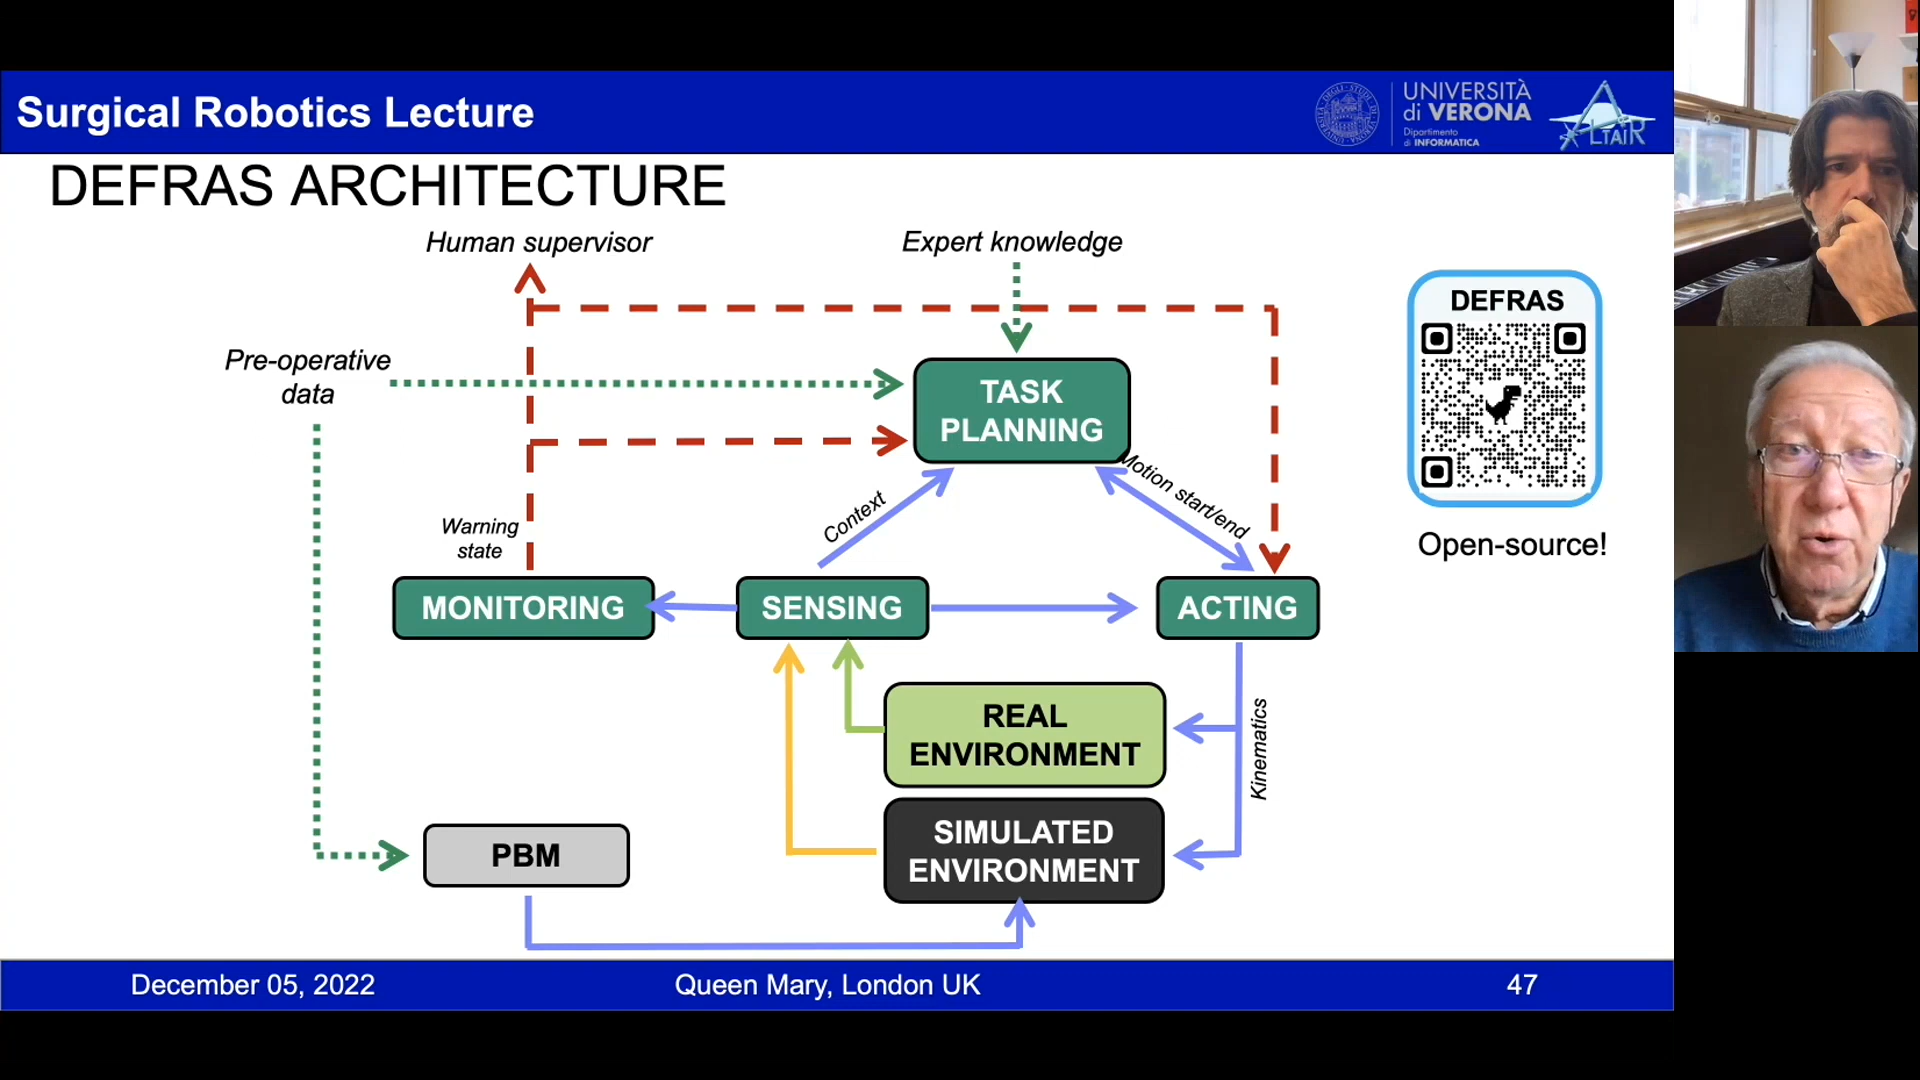 Surgical Robotics Lecture
UNIVERSITÀ
di VERONA
Dipartimento
di INFORMATICA
ALTAIR
DEFRAS ARCHITECTURE
Human supervisor
Expert knowledge
DEFRAS
Pre-operative
data
TASK
PLANNING
Motion start/end
Context
Warning
state
Open-source!
MONITORING
SENSING
ACTING
REAL
ENVIRONMENT
Kinematics
SIMULATED
ENVIRONMENT
PBM
December 05, 2022
Queen Mary, London UK
47